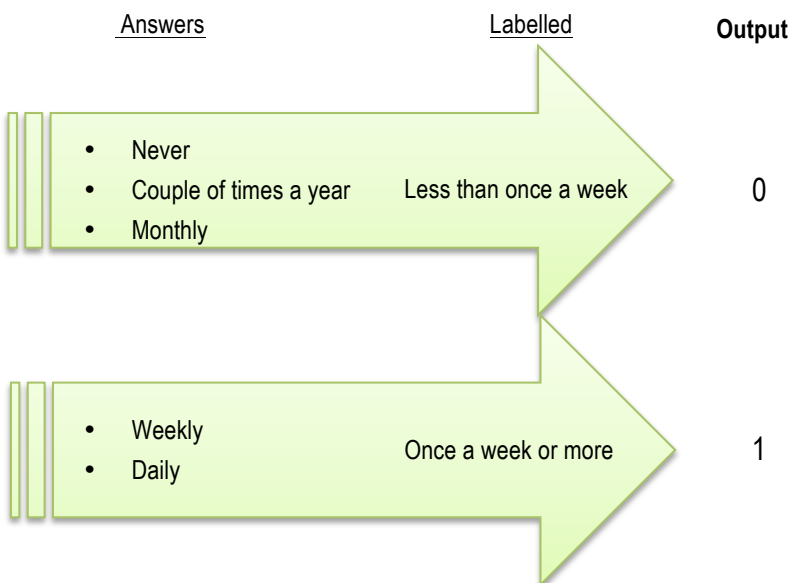 Answers Labelled Output
• Never
• Couple of times a year Less than once a week 0
• Monthly
• Weekly
Once a week or more 1
• Daily